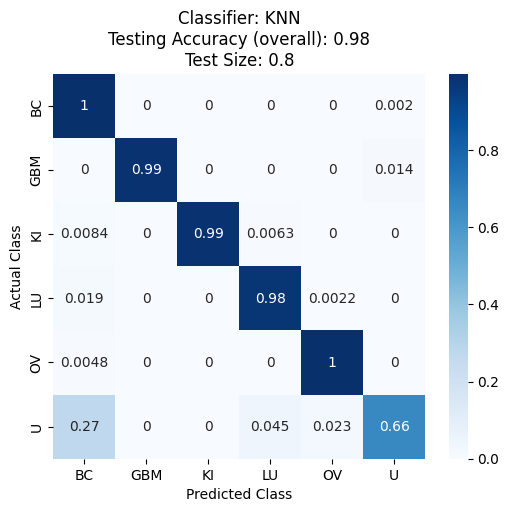 Classifier: KNN
Testing Accuracy (overall): 0.98
Test Size: 0.8
Actual Class
BC 1 0 0 0 0 0.002
GBM 0 0.99 0 0 0 0.014
KI 0.0084 0 0.99 0.0063 0 0
LU 0.019 0 0 0.98 0.0022 0
OV 0.0048 0 0 0 1 0
U 0.27 0 0 0.045 0.023 0.66
BC GBM KI LU OV U
Predicted Class
0.8
0.6
0.4
0.2
0.0